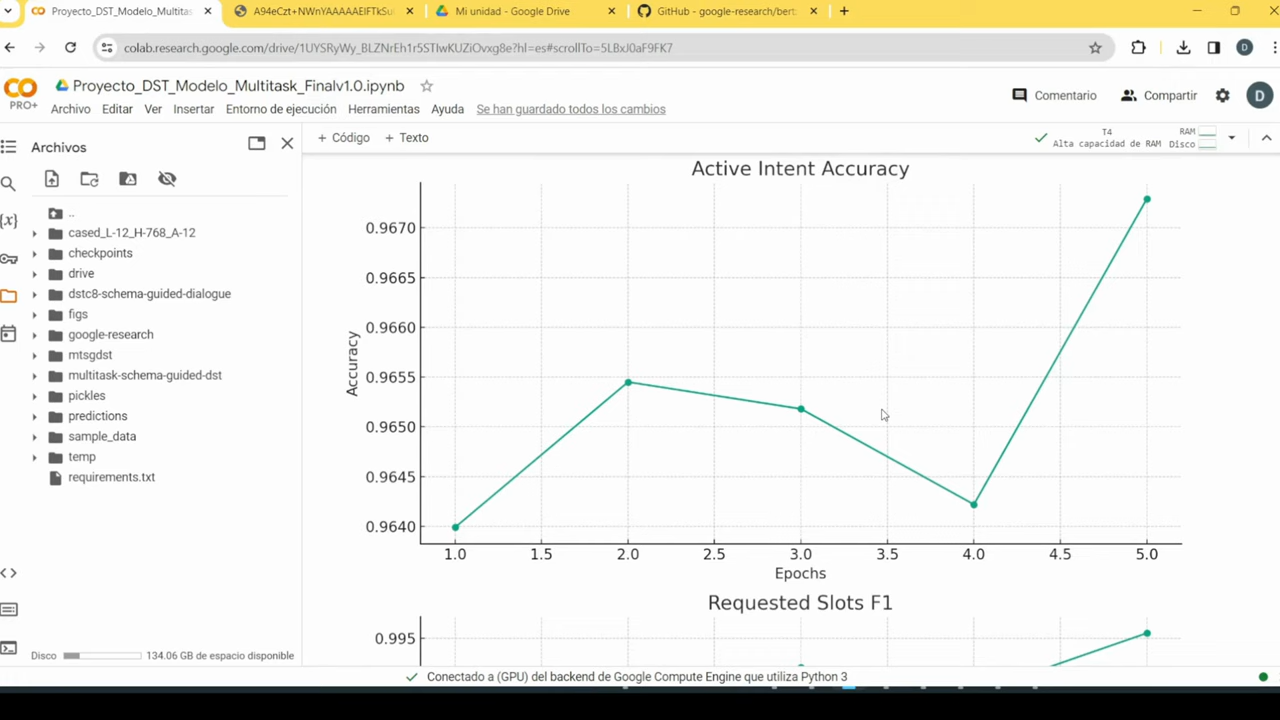 Proyecto_DST_Modelo_Multitas
A94eCzt+NWnYAAAAAElFTkSu
Mi unidad - Google Drive
GitHub - google-research/bert
colab.research.google.com/drive/1UYSRyWy_BLZNrEh1r5STIwKUZiOvxg8e?hl=es#scrollTo=5LBxJ0aF9FK7
D
PRO+
Proyecto_DST_Modelo_Multitask_Finalv1.0.ipynb
Archivo Editar Ver Insertar Entorno de ejecución Herramientas Ayuda Se han guardado todos los cambios
Comentario Compartir D
Archivos
+ Código + Texto
T4
Alta capacidad de RAM
RAM
Disco
..
cased_L-12_H-768_A-12
checkpoints
drive
dstc8-schema-guided-dialogue
figs
google-research
mtsgdst
multitask-schema-guided-dst
pickles
predictions
sample_data
temp
requirements.txt
{x}
Disco 134.06 GB de espacio disponible
Active Intent Accuracy
Accuracy
0.9670
0.9665
0.9660
0.9655
0.9650
0.9645
0.9640
1.0 1.5 2.0 2.5 3.0 3.5 4.0 4.5 5.0
Epochs
Requested Slots F1
0.995
Conectado a (GPU) del backend de Google Compute Engine que utiliza Python 3